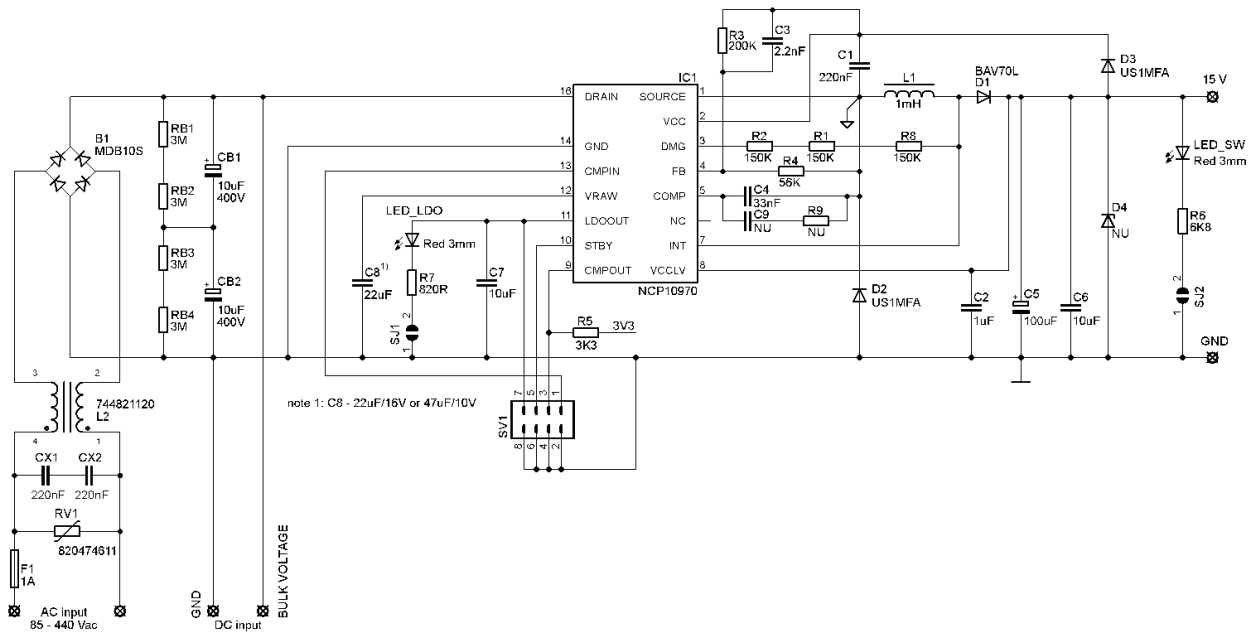 R3
200K
C3
2.2nF
C1
220nF
D3
US1MFA
BAV70L
D1
L1
1mH
15 V
IC1
16 DRAIN SOURCE 1
VCC 2
14 GND DMG 3
13 CMPIN FB 4
12 VRAW COMP 5
11 LDOOUT NC
10 STBY INT 7
9 CMPOUT VCCLV 8
NCP10970
B1
MDB10S
RB1
3M
CB1
10uF
400V
RB2
3M
RB3
3M
CB2
10uF
400V
RB4
3M
R2
150K
R1
150K
R8
150K
R4
56K
C4
33nF
C9
NU
R9
NU
LED_SW
Red 3mm
D4
NU
R6
6K8
2
SJ2
1
LED_LDO
Red 3mm
C8 1)
22uF
R7
820R
C7
10uF
2
SJ1
1
D2
US1MFA
C2
1uF
C5
100uF
C6
10uF
R5
3K3
3V3
GND
3 2
744821120
L2
4 1
note 1: C8 - 22uF/16V or 47uF/10V
7 5 3 1
SV1
8 6 4 2
CX1
220nF
CX2
220nF
RV1
820474611
F1
1A
GND
BULK VOLTAGE
AC input
85 - 440 Vac
DC input